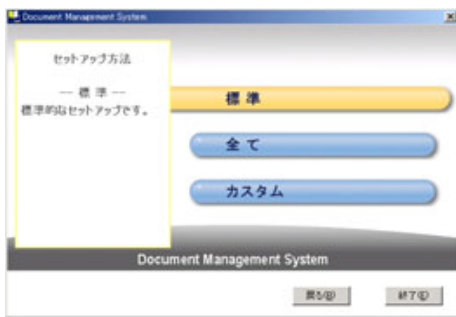 Document Management System
セットアップ方法
-- 標 準 --
標準的なセットアップです。
標 準
全 て
カスタム
Document Management System
戻る(B)
終了(E)